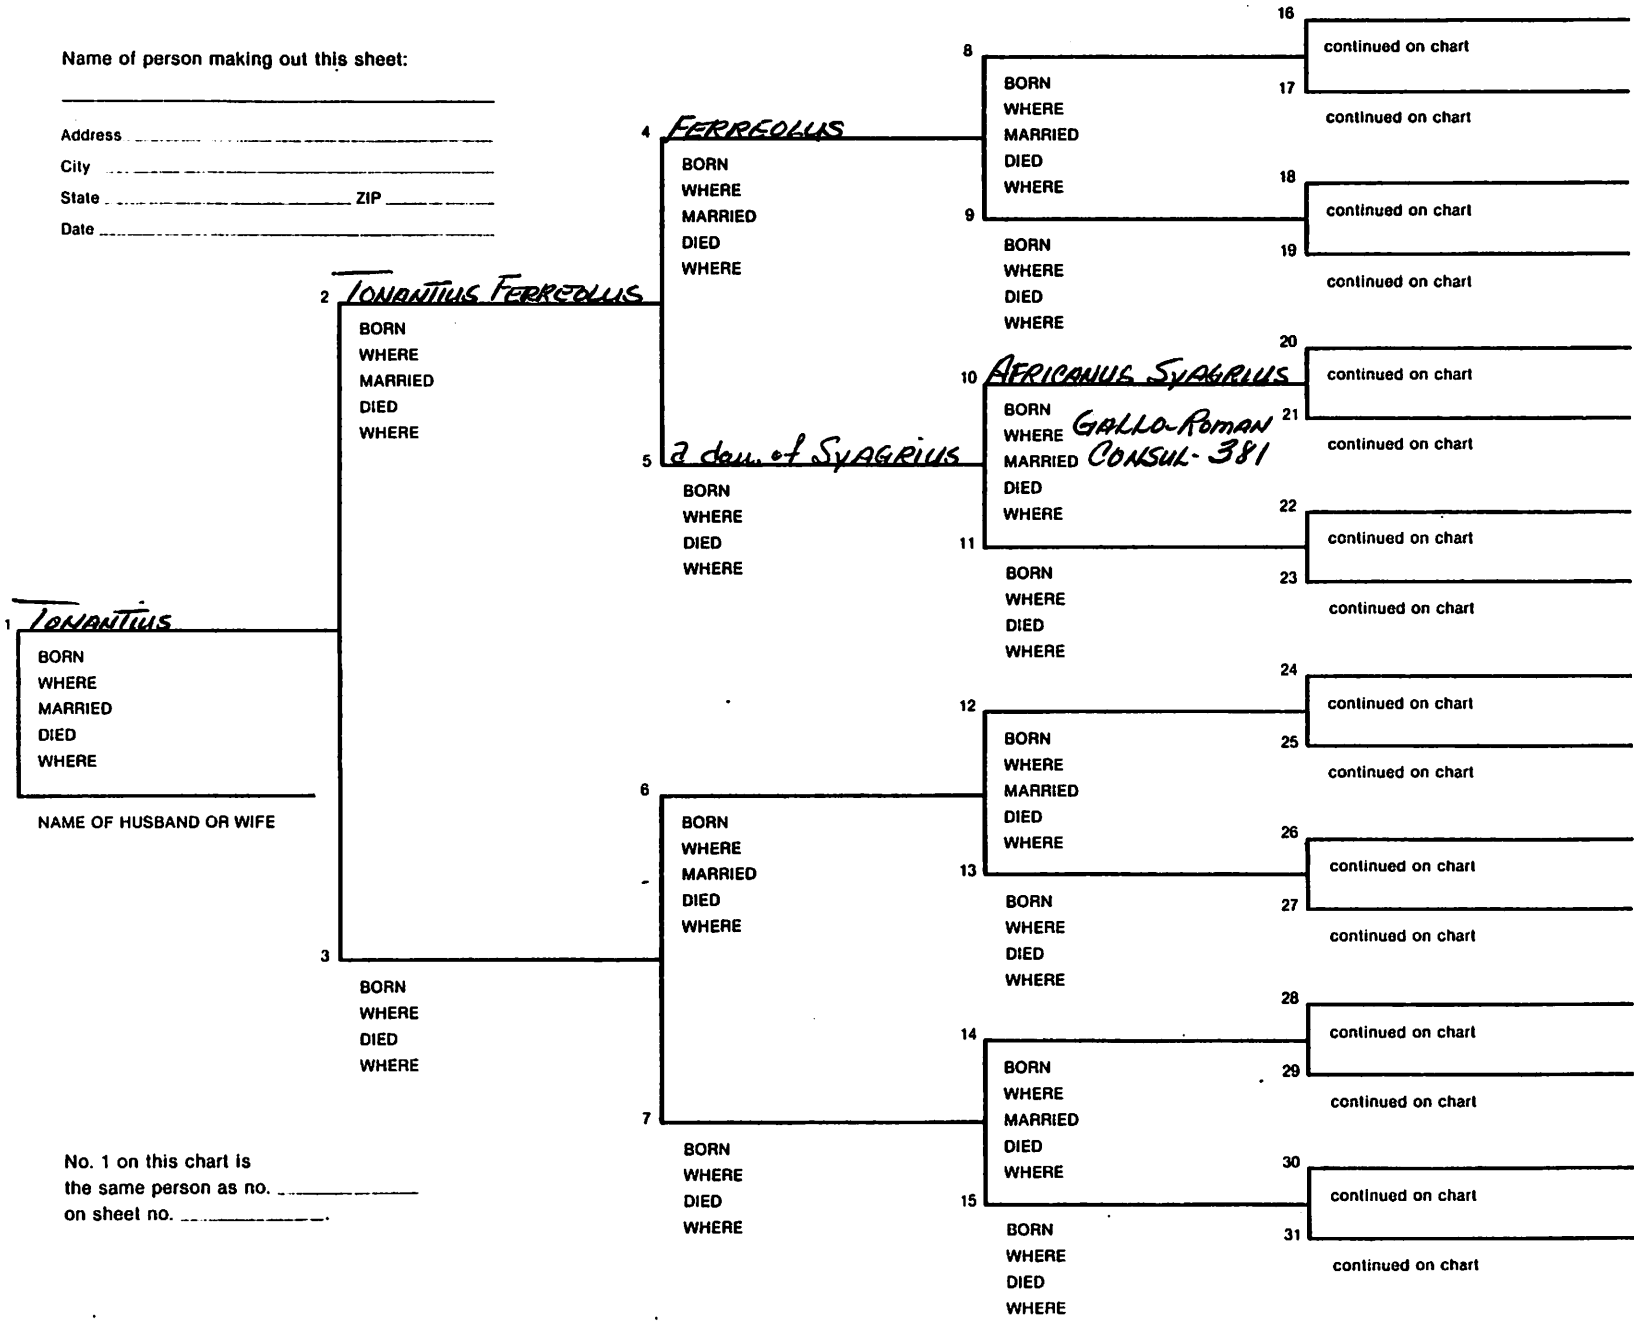 Name of person making out this sheet:
Address
City
State ZIP
Date
1 TONANTIUS
BORN
WHERE
MARRIED
DIED
WHERE
NAME OF HUSBAND OR WIFE
2 TONANTIUS FERREOLUS
BORN
WHERE
MARRIED
DIED
WHERE
3
BORN
WHERE
DIED
WHERE
4 FERREOLUS
BORN
WHERE
MARRIED
DIED
WHERE
5 a dau. of SYAGRIUS
BORN
WHERE
DIED
WHERE
6
BORN
WHERE
MARRIED
DIED
WHERE
7
BORN
WHERE
DIED
WHERE
8
BORN
WHERE
MARRIED
DIED
WHERE
9
BORN
WHERE
DIED
WHERE
10 AFRICANUS SYAGRIUS
BORN
WHERE GALLO-ROMAN
MARRIED CONSUL - 381
DIED
WHERE
11
BORN
WHERE
DIED
WHERE
12
BORN
WHERE
MARRIED
DIED
WHERE
13
BORN
WHERE
DIED
WHERE
14
BORN
WHERE
MARRIED
DIED
WHERE
15
BORN
WHERE
DIED
WHERE
16
continued on chart
17
continued on chart
18
continued on chart
19
continued on chart
20
continued on chart
21
continued on chart
22
continued on chart
23
continued on chart
24
continued on chart
25
continued on chart
26
continued on chart
27
continued on chart
28
continued on chart
29
continued on chart
30
continued on chart
31
continued on chart
No. 1 on this chart is
the same person as no.
on sheet no. .